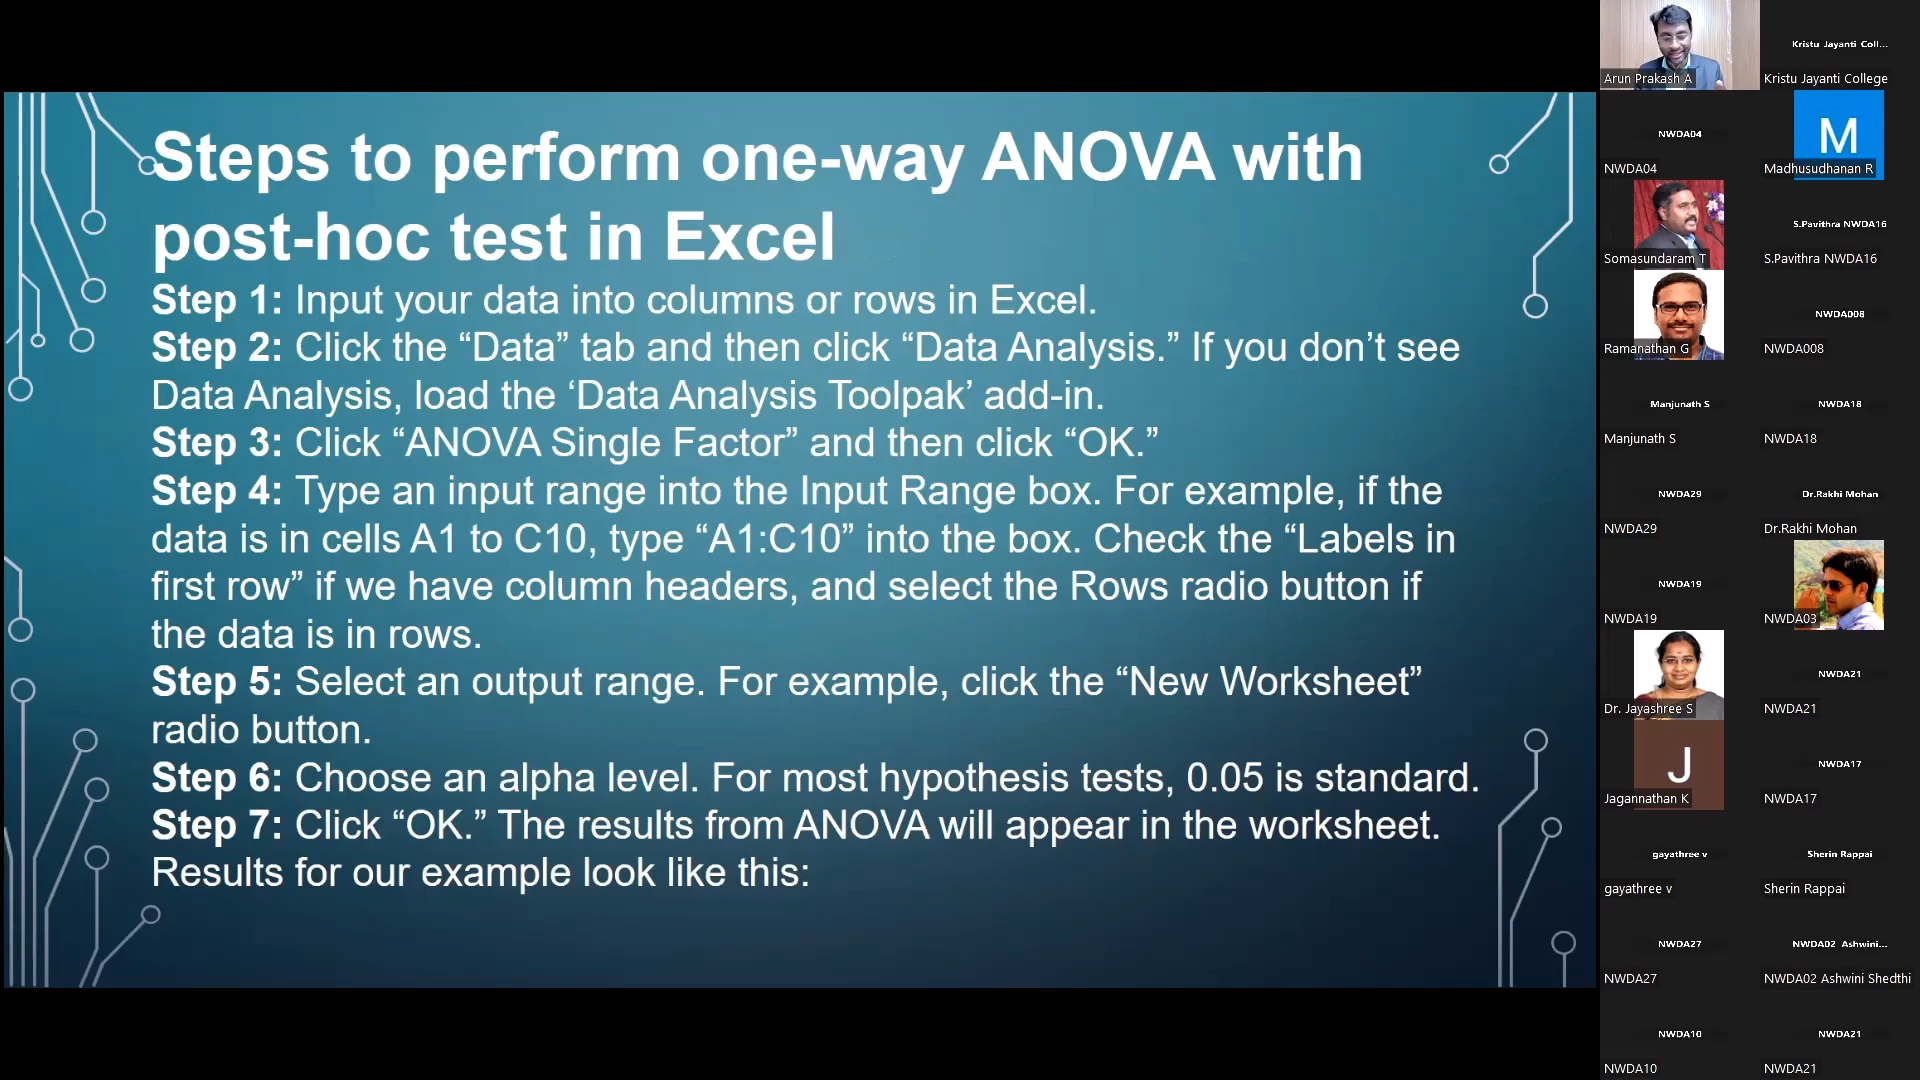 Steps to perform one-way ANOVA with
post-hoc test in Excel
Step 1: Input your data into columns or rows in Excel.
Step 2: Click the “Data” tab and then click “Data Analysis.” If you don’t see
Data Analysis, load the ‘Data Analysis Toolpak’ add-in.
Step 3: Click “ANOVA Single Factor” and then click “OK.”
Step 4: Type an input range into the Input Range box. For example, if the
data is in cells A1 to C10, type “A1:C10” into the box. Check the “Labels in
first row” if we have column headers, and select the Rows radio button if
the data is in rows.
Step 5: Select an output range. For example, click the “New Worksheet”
radio button.
Step 6: Choose an alpha level. For most hypothesis tests, 0.05 is standard.
Step 7: Click “OK.” The results from ANOVA will appear in the worksheet.
Results for our example look like this:
Arun Prakash A
Kristu Jayanti Coll...
Kristu Jayanti College
NWDA04
NWDA04
M
Madhusudhanan R
Somasundaram T
S.Pavithra NWDA16
S.Pavithra NWDA16
Ramanathan G
NWDA008
NWDA008
Manjunath S
Manjunath S
NWDA18
NWDA18
NWDA29
NWDA29
Dr.Rakhi Mohan
Dr.Rakhi Mohan
NWDA19
NWDA19
NWDA03
Dr. Jayashree S
NWDA21
NWDA21
J
Jagannathan K
NWDA17
NWDA17
gayathree v
gayathree v
Sherin Rappai
Sherin Rappai
NWDA27
NWDA27
NWDA02 Ashwini...
NWDA02 Ashwini Shedthi
NWDA10
NWDA10
NWDA21
NWDA21